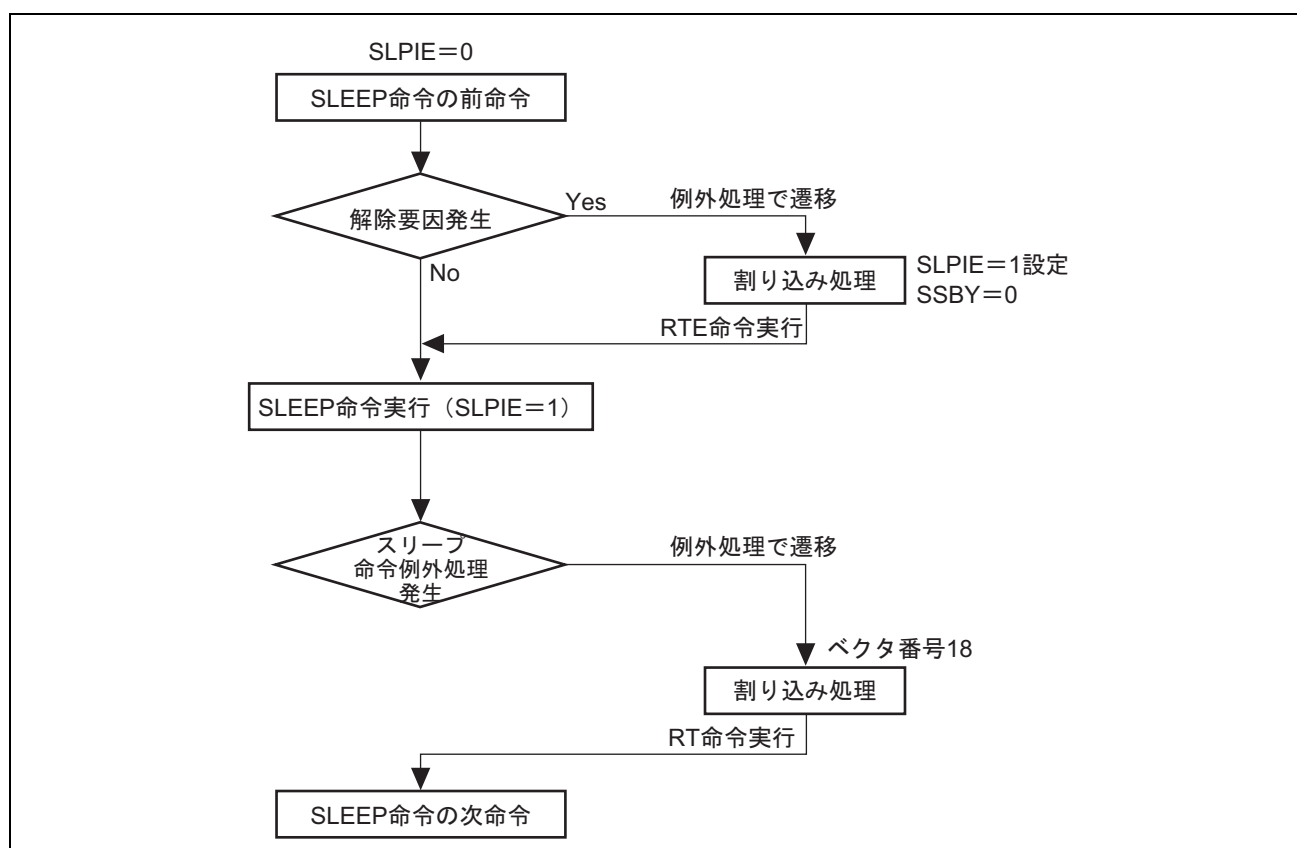 SLPIE=0
SLEEP命令の前命令
解除要因発生
Yes
例外処理で遷移
No
割り込み処理
SLPIE=1設定
SSBY=0
RTE命令実行
SLEEP命令実行（SLPIE=1）
スリープ
命令例外処理
発生
例外処理で遷移
ベクタ番号18
割り込み処理
RT命令実行
SLEEP命令の次命令